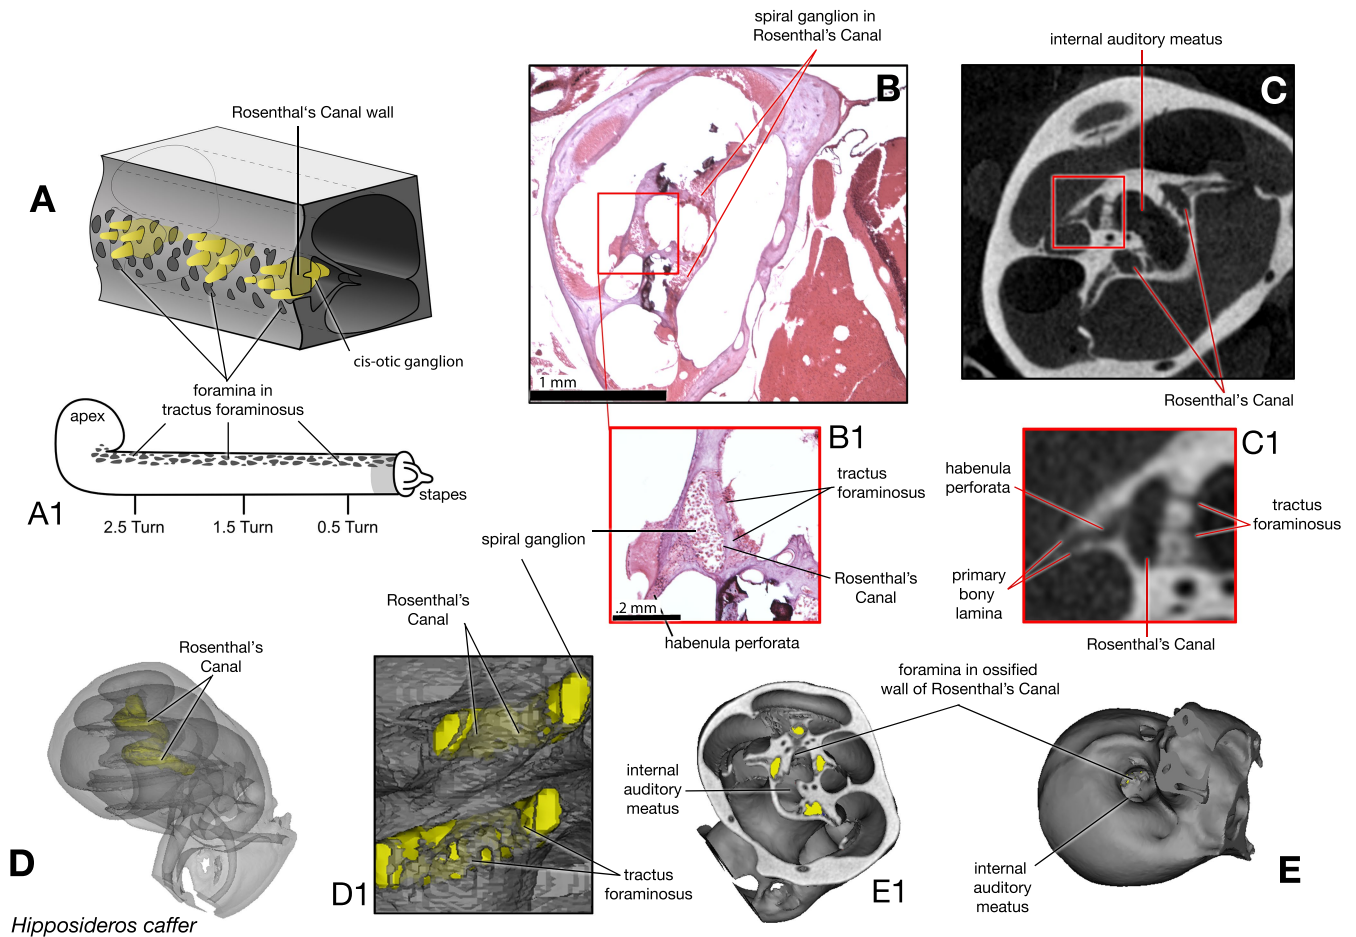 spiral ganglion in
Rosenthal's Canal
internal auditory meatus
B
C
Rosenthal‘s Canal wall
A
cis-otic ganglion
foramina in
tractus foraminosus
1 mm
Rosenthal's Canal
apex
A1
stapes
2.5 Turn
1.5 Turn
0.5 Turn
B1
tractus
foraminosus
spiral ganglion
Rosenthal's
Canal
.2 mm
habenula perforata
C1
habenula
perforata
tractus
foraminosus
primary
bony
lamina
Rosenthal's Canal
Rosenthal's
Canal
D
Hipposideros caffer
Rosenthal's
Canal
D1
tractus
foraminosus
foramina in ossified
wall of Rosenthal's Canal
internal
auditory
meatus
E1
internal
auditory
meatus
E